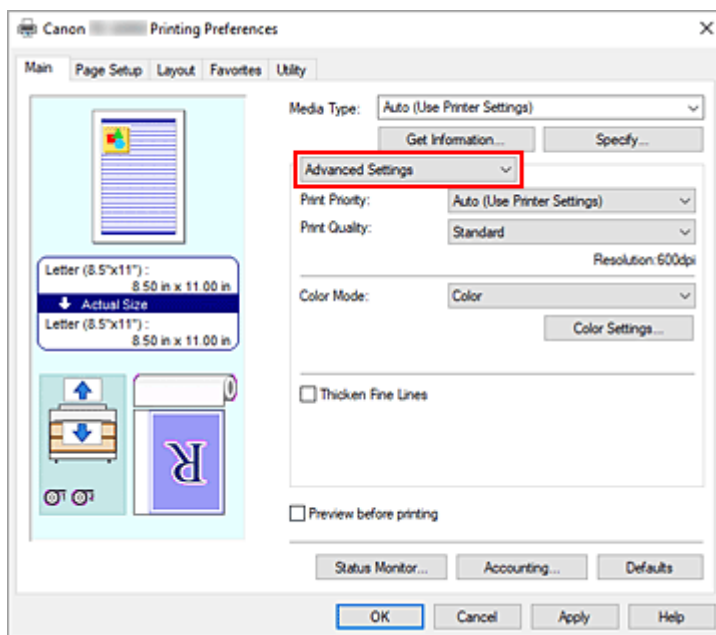 Canon Printing Preferences
Main Page Setup Layout Favorites Utility
Media Type: Auto (Use Printer Settings)
Get Information... Specify...
Advanced Settings
Print Priority: Auto (Use Printer Settings)
Print Quality: Standard
Resolution:600dpi
Letter (8.5"x11") :
8.50 in x 11.00 in
Actual Size
Letter (8.5"x11") :
8.50 in x 11.00 in
Color Mode: Color
Color Settings...
Thicken Fine Lines
R
Preview before printing
Status Monitor... Accounting... Defaults
OK Cancel Apply Help